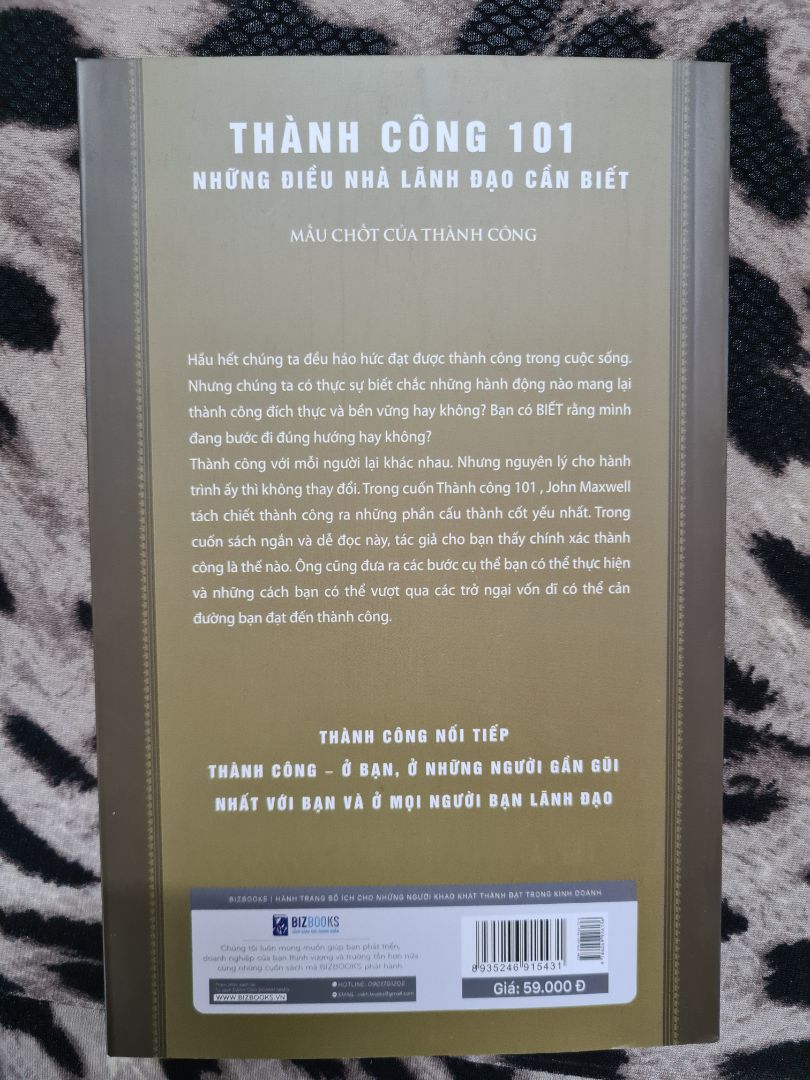 THÀNH CÔNG 101
NHỮNG ĐIỀU NHÀ LÃNH ĐẠO CẦN BIẾT
MẤU CHỐT CỦA THÀNH CÔNG
Hầu hết chúng ta đều háo hức đạt được thành công trong cuộc sống.
Nhưng chúng ta có thực sự biết chắc những hành động nào mang lại
thành công đích thực và bền vững hay không? Bạn có BIẾT rằng mình
đang bước đi đúng hướng hay không?
Thành công với mỗi người lại khác nhau. Nhưng nguyên lý cho hành
trình ấy thì không thay đổi. Trong cuốn Thành công 101 , John Maxwell
tách chiết thành công ra những phần cấu thành cốt yếu nhất. Trong
cuốn sách ngắn và dễ đọc này, tác giả cho bạn thấy chính xác thành
công là thế nào. Ông cũng đưa ra các bước cụ thể bạn có thể thực hiện
và những cách bạn có thể vượt qua các trở ngại vốn dĩ có thể cản
đường bạn đạt đến thành công.
THÀNH CÔNG NỐI TIẾP
THÀNH CÔNG – Ở BẠN, Ở NHỮNG NGƯỜI GẦN GŨI
NHẤT VỚI BẠN VÀ Ở MỌI NGƯỜI BẠN LÃNH ĐẠO
BIZBOOKS | HÀNH TRANG BỔ ÍCH CHO NHỮNG NGƯỜI KHAO KHÁT THÀNH ĐẠT TRONG KINH DOANH
BIZBOOKS
Chúng tôi luôn mong muốn giúp bạn phát triển,
doanh nghiệp của bạn thịnh vượng và trường tồn hơn nữa
cùng những cuốn sách mà BIZBOOKS phát hành
WWW.BIZBOOKS.VN
HOTLINE:
EMAIL:
8935246915431
Giá: 59.000 Đ